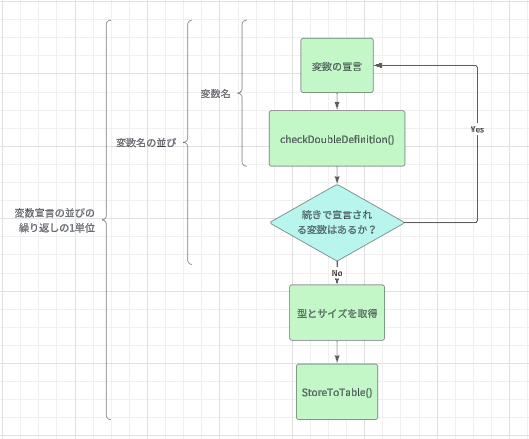 変数の宣言
変数名
checkDoubleDefinition()
Yes
変数名の並び
続きで宣言され
る変数はあるか？
変数宣言の並びの
繰り返しの1単位
No
型とサイズを取得
StoreToTable()